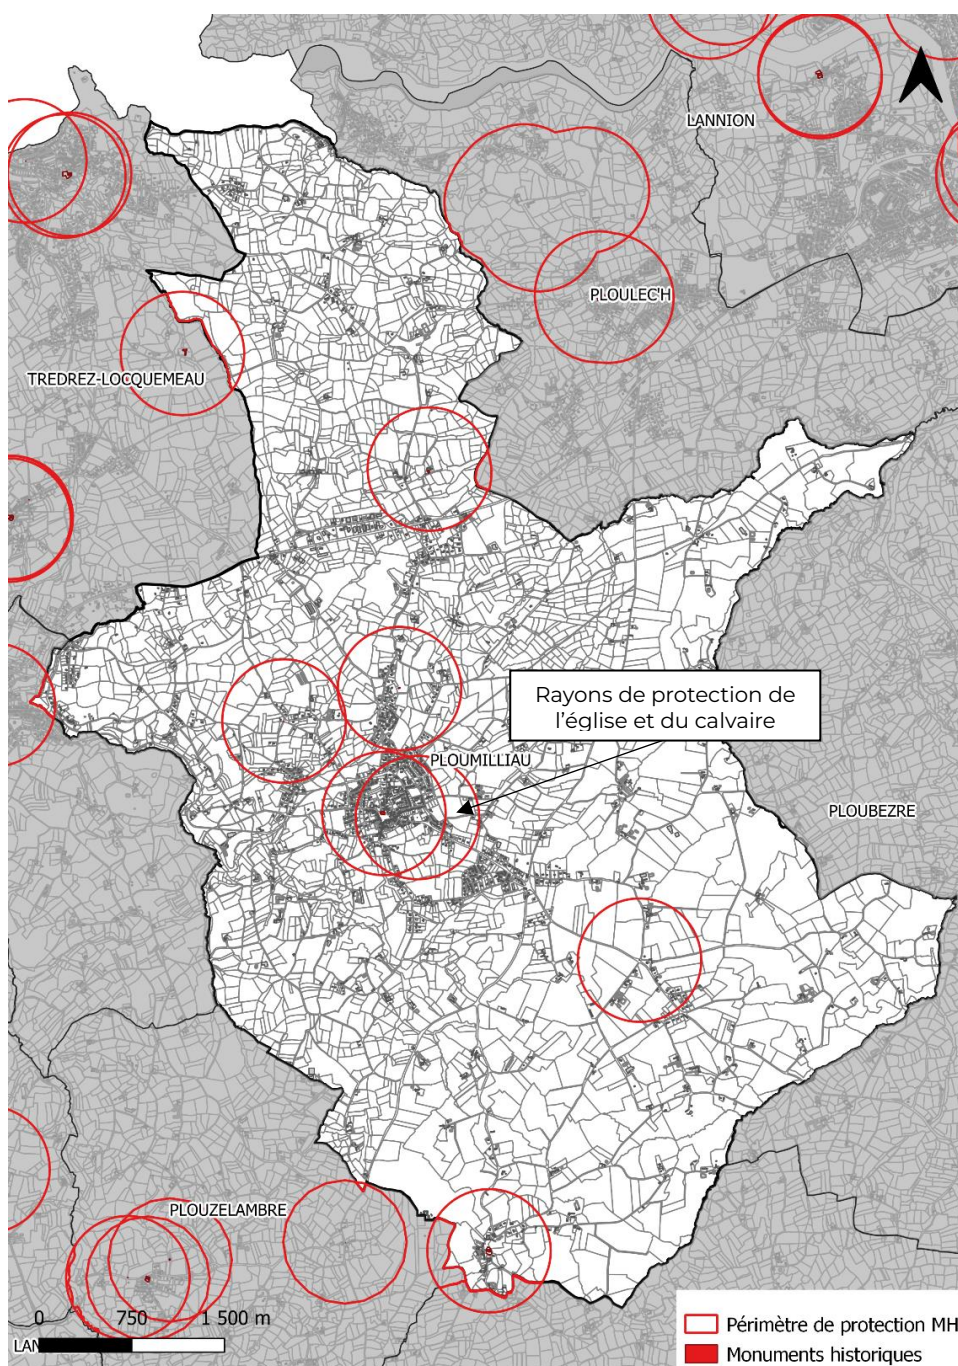 LANNION
PLOULEC'H
TREDREZ-LOCQUEMEAU
Rayons de protection de
l'église et du calvaire
PLOUMILLIAU
PLOUBEZRE
PLOUZELAMBRE
0 750 1 500 m
LAN
Périmètre de protection MH
Monuments historiques